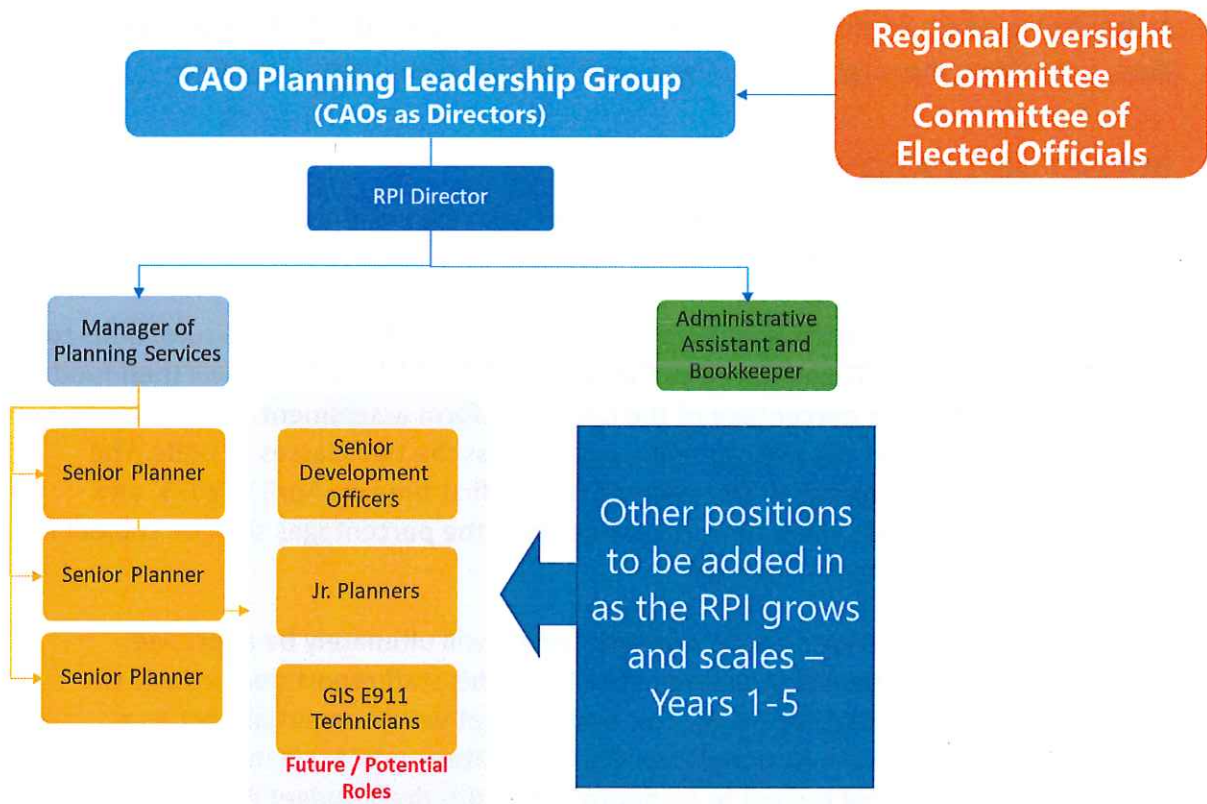 CAO Planning Leadership Group
(CAOs as Directors)
Regional Oversight
Committee
Committee of
Elected Officials
RPI Director
Manager of
Planning Services
Administrative
Assistant and
Bookkeeper
Senior Planner
Senior Planner
Senior Planner
Senior
Development
Officers
Jr. Planners
GIS E911
Technicians
Future / Potential
Roles
Other positions
to be added in
as the RPI grows
and scales –
Years 1-5